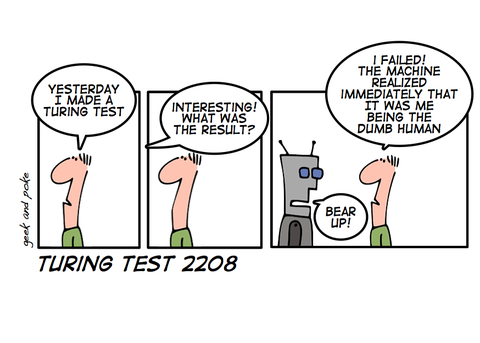 YESTERDAY
I MADE A
TURING TEST
INTERESTING!
WHAT WAS
THE RESULT?
I FAILED!
THE MACHINE
REALIZED
IMMEDIATELY THAT
IT WAS ME
BEING THE
DUMB HUMAN
BEAR
UP!
geek and poke
TURING TEST 2208